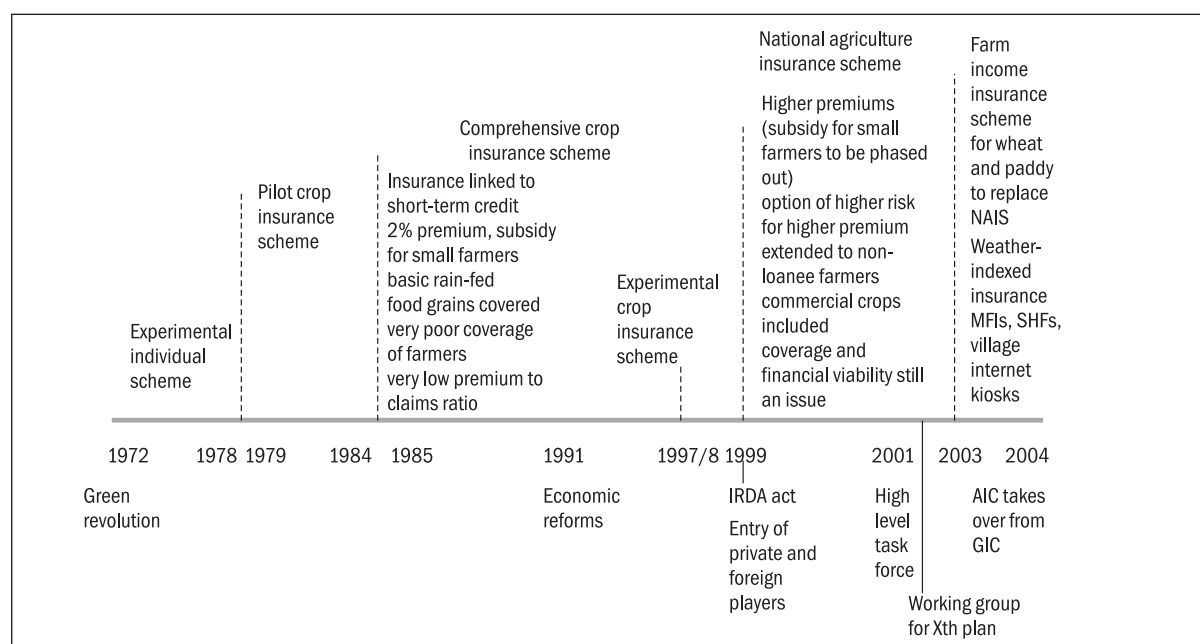 Experimental
individual
scheme
Pilot crop
insurance
scheme
Comprehensive crop
insurance scheme
Insurance linked to
short-term credit
2% premium, subsidy
for small farmers
basic rain-fed
food grains covered
very poor coverage
of farmers
very low premium to
claims ratio
Experimental
crop
insurance
scheme
National agriculture
insurance scheme
Higher premiums
(subsidy for small
farmers to be phased
out)
option of higher risk
for higher premium
extended to non-
loanee farmers
commercial crops
included
coverage and
financial viability still
an issue
Farm
income
insurance
scheme
for wheat
and paddy
to replace
NAIS
Weather-
indexed
insurance
MFIs, SHFs,
village
internet
kiosks
1972 1978 1979 1984 1985 1991 1997/8 1999 2001 2003 2004
Green
revolution
Economic
reforms
IRDA act
Entry of
private and
foreign
players
High
level
task
force
Working group
for Xth plan
AIC takes
over from
GIC